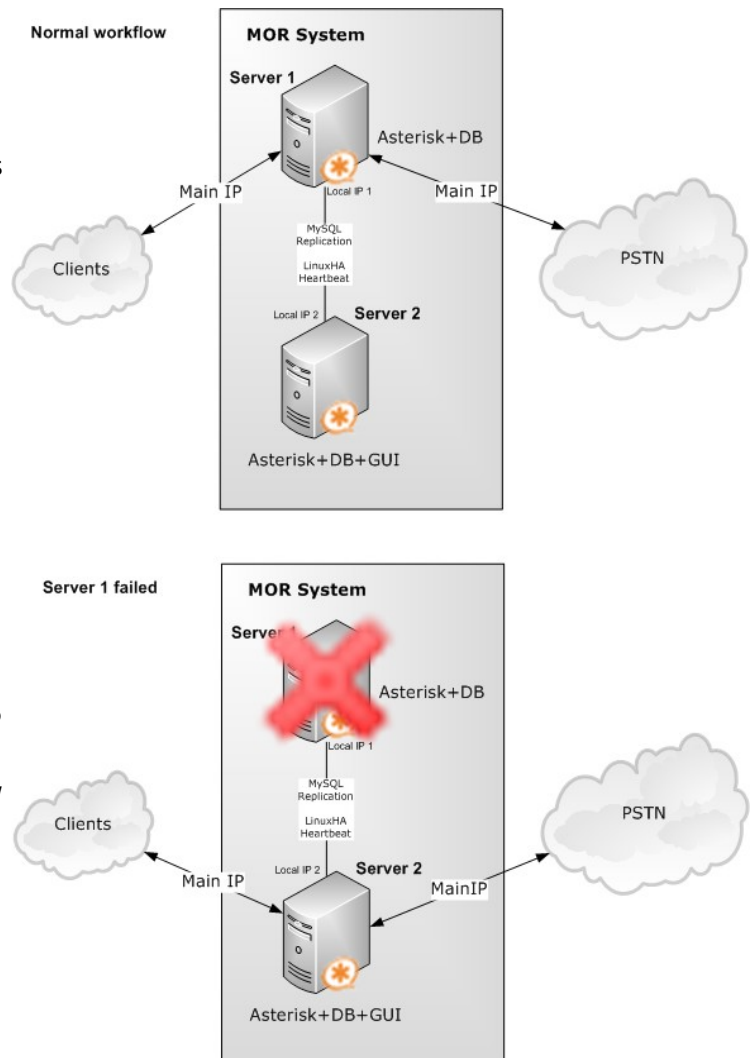 Normal workflow
MOR System
Server 1
Asterisk+DB
Main IP
Main IP
Local IP 1
Clients
MySQL
Replication
LinuxHA
Heartbeat
PSTN
Local IP 2
Server 2
Asterisk+DB+GUI
Server 1 failed
MOR System
Asterisk+DB
Local IP 1
MySQL
Replication
LinuxHA
Heartbeat
Clients
PSTN
Local IP 2
Server 2
Main IP
MainIP
Asterisk+DB+GUI